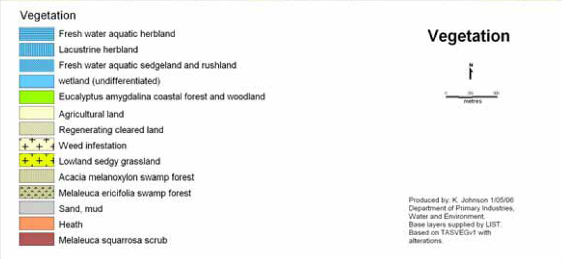 Vegetation
Fresh water aquatic herbland
Lacustrine herbland
Fresh water aquatic sedgeland and rushland
wetland (undifferentiated)
Eucalyptus amygdalina coastal forest and woodland
Agricultural land
Regenerating cleared land
Weed infestation
Lowland sedgy grassland
Acacia melanoxylon swamp forest
Melaleuca ericifolia swamp forest
Sand, mud
Heath
Melaleuca squarrosa scrub
Vegetation
N
metres
Produced by: K. Johnson 1/05/06
Department of Primary Industries,
Water and Environment.
Base layers supplied by LIST.
Based on TASVEGv1 with
alterations.